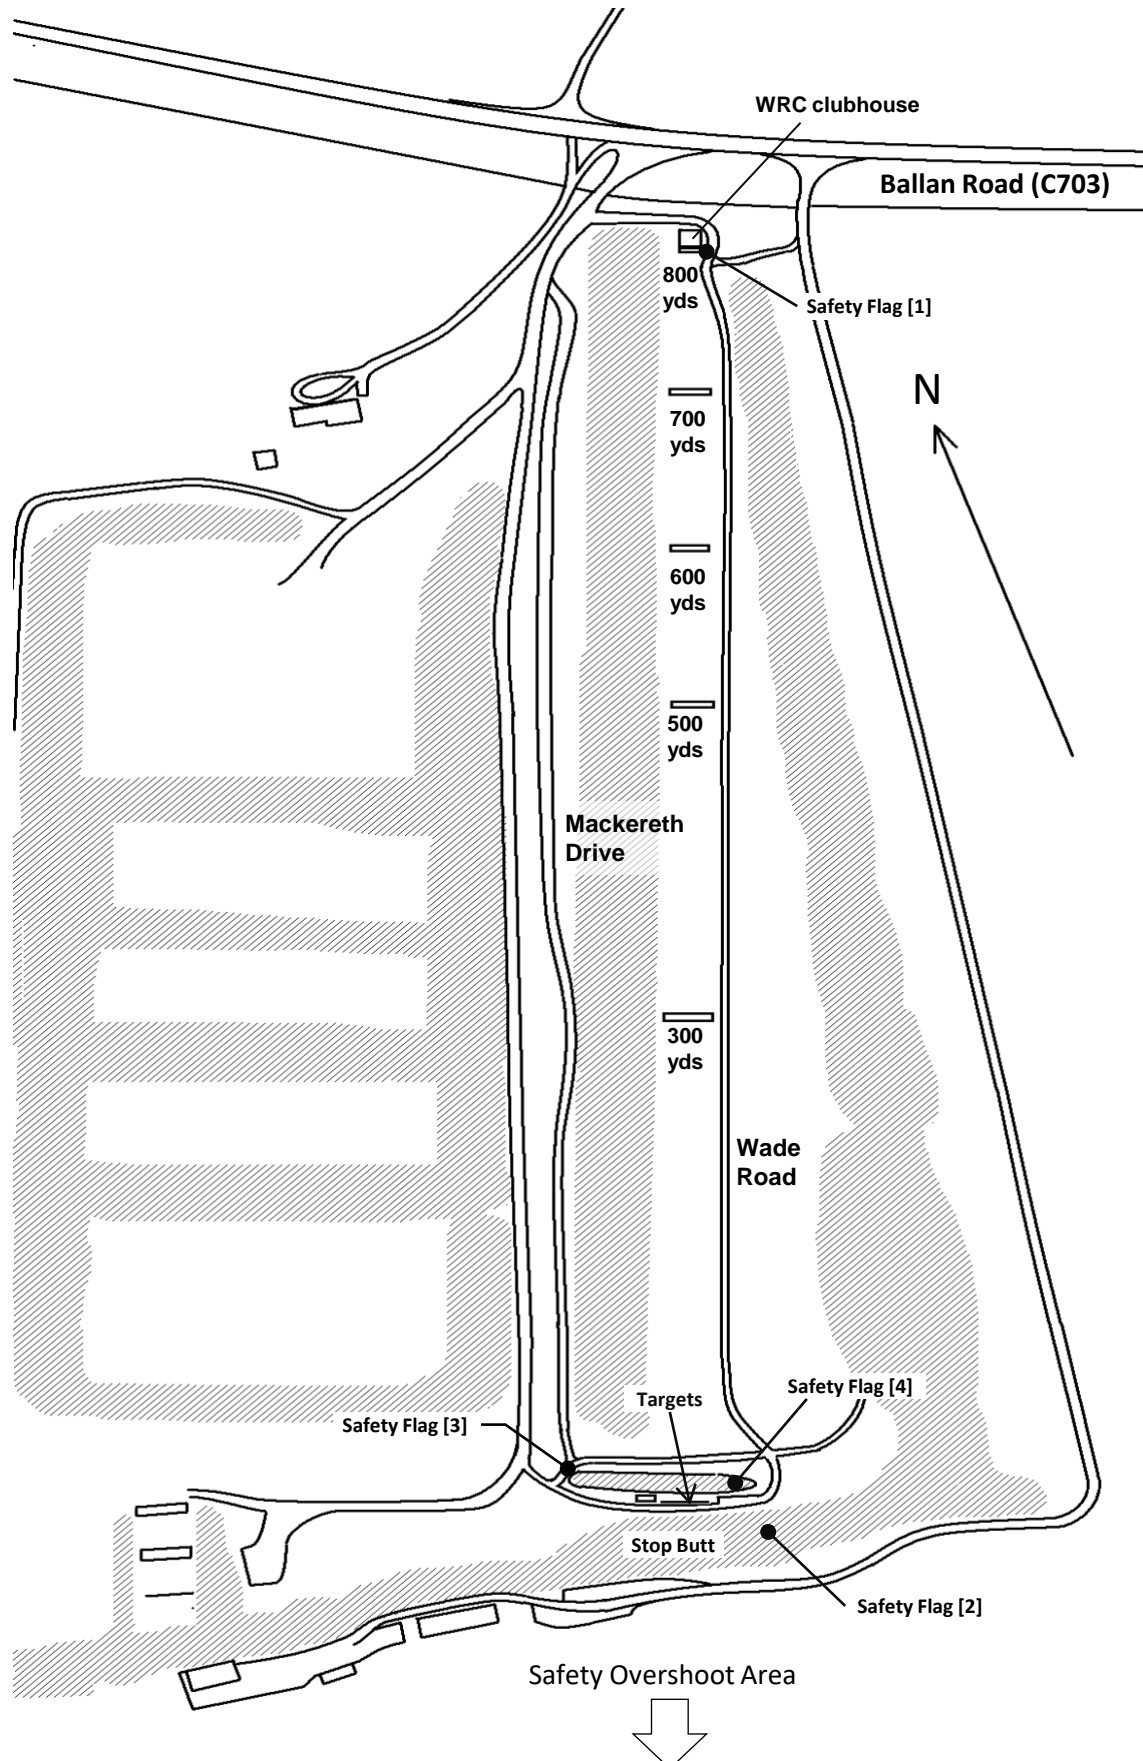 WRC clubhouse
Ballan Road (C703)
800
yds
Safety Flag [1]
N
700
yds
600
yds
500
yds
Mackereth
Drive
300
yds
Wade
Road
Safety Flag [4]
Targets
Safety Flag [3]
Stop Butt
Safety Flag [2]
Safety Overshoot Area